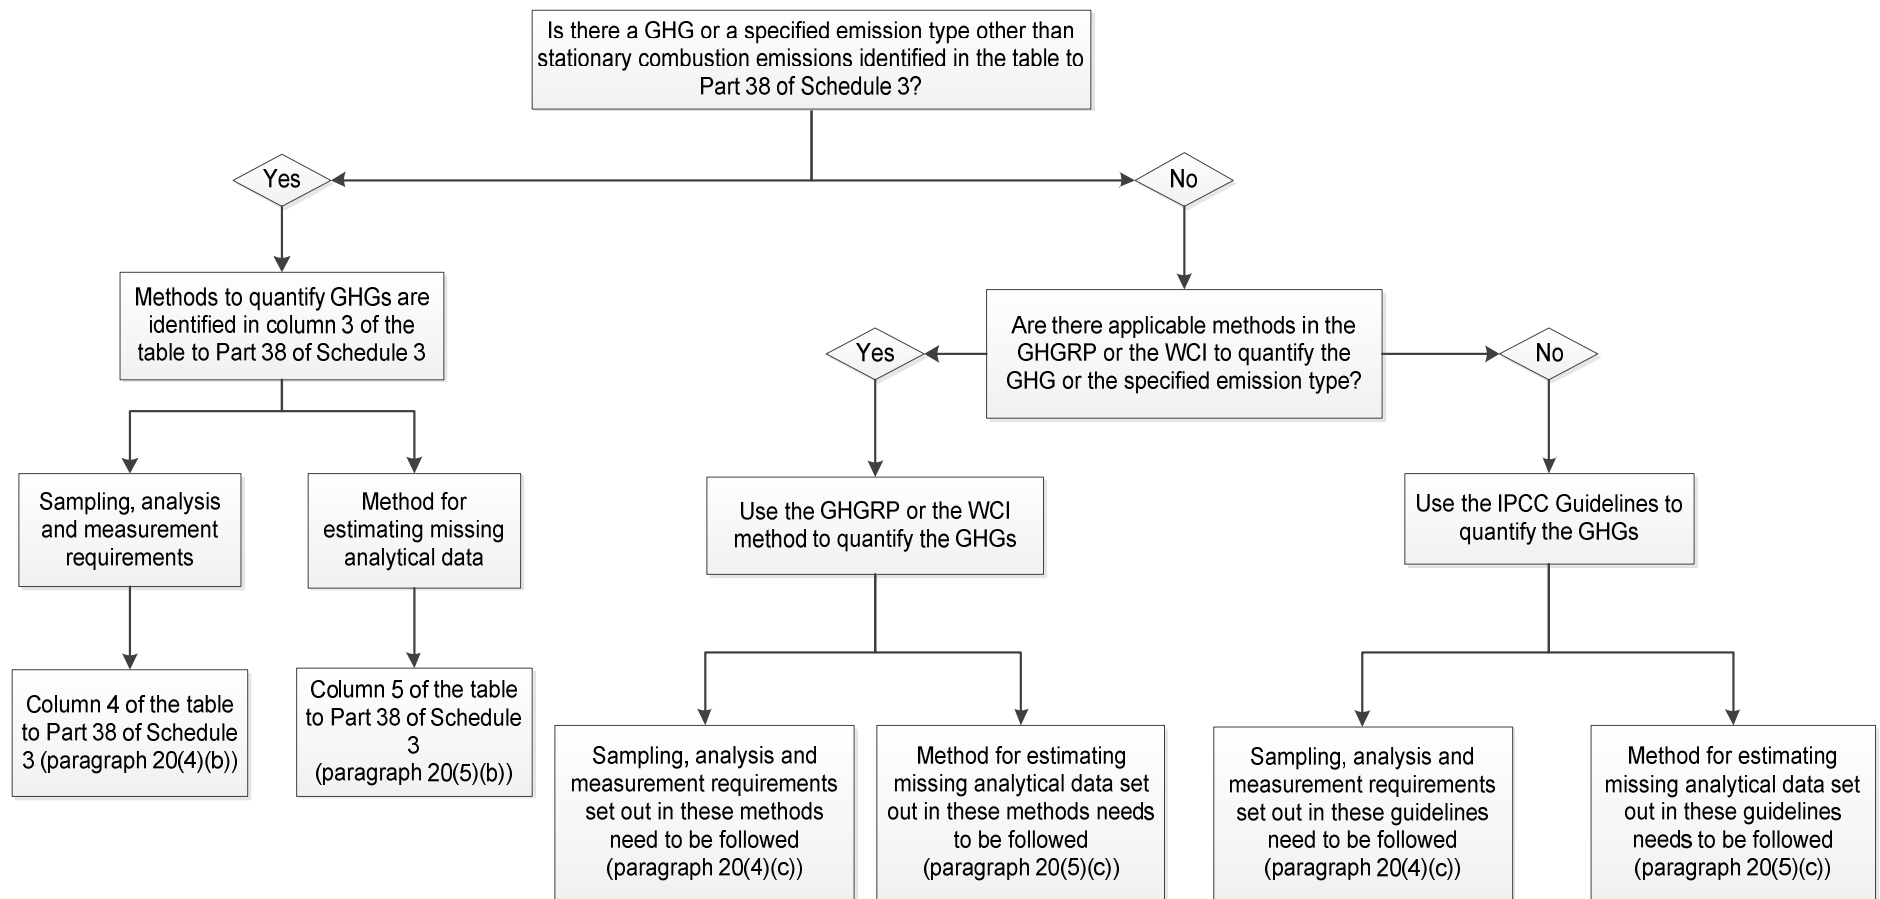 Is there a GHG or a specified emission type other than
stationary combustion emissions identified in the table to
Part 38 of Schedule 3?
Yes
No
Methods to quantify GHGs are
identified in column 3 of the
table to Part 38 of Schedule 3
Are there applicable methods in the
GHGRP or the WCI to quantify the
GHG or the specified emission type?
Yes
No
Sampling, analysis
and measurement
requirements
Method for
estimating missing
analytical data
Use the GHGRP or the WCI
method to quantify the GHGs
Use the IPCC Guidelines to
quantify the GHGs
Column 4 of the table
to Part 38 of Schedule
3 (paragraph 20(4)(b))
Column 5 of the table
to Part 38 of Schedule
3
(paragraph 20(5)(b))
Sampling, analysis and
measurement requirements
set out in these methods
need to be followed
(paragraph 20(4)(c))
Method for estimating
missing analytical data set
out in these methods needs
to be followed
(paragraph 20(5)(c))
Sampling, analysis and
measurement requirements
set out in these guidelines
need to be followed
(paragraph 20(4)(c))
Method for estimating
missing analytical data set
out in these guidelines
needs to be followed
(paragraph 20(5)(c))